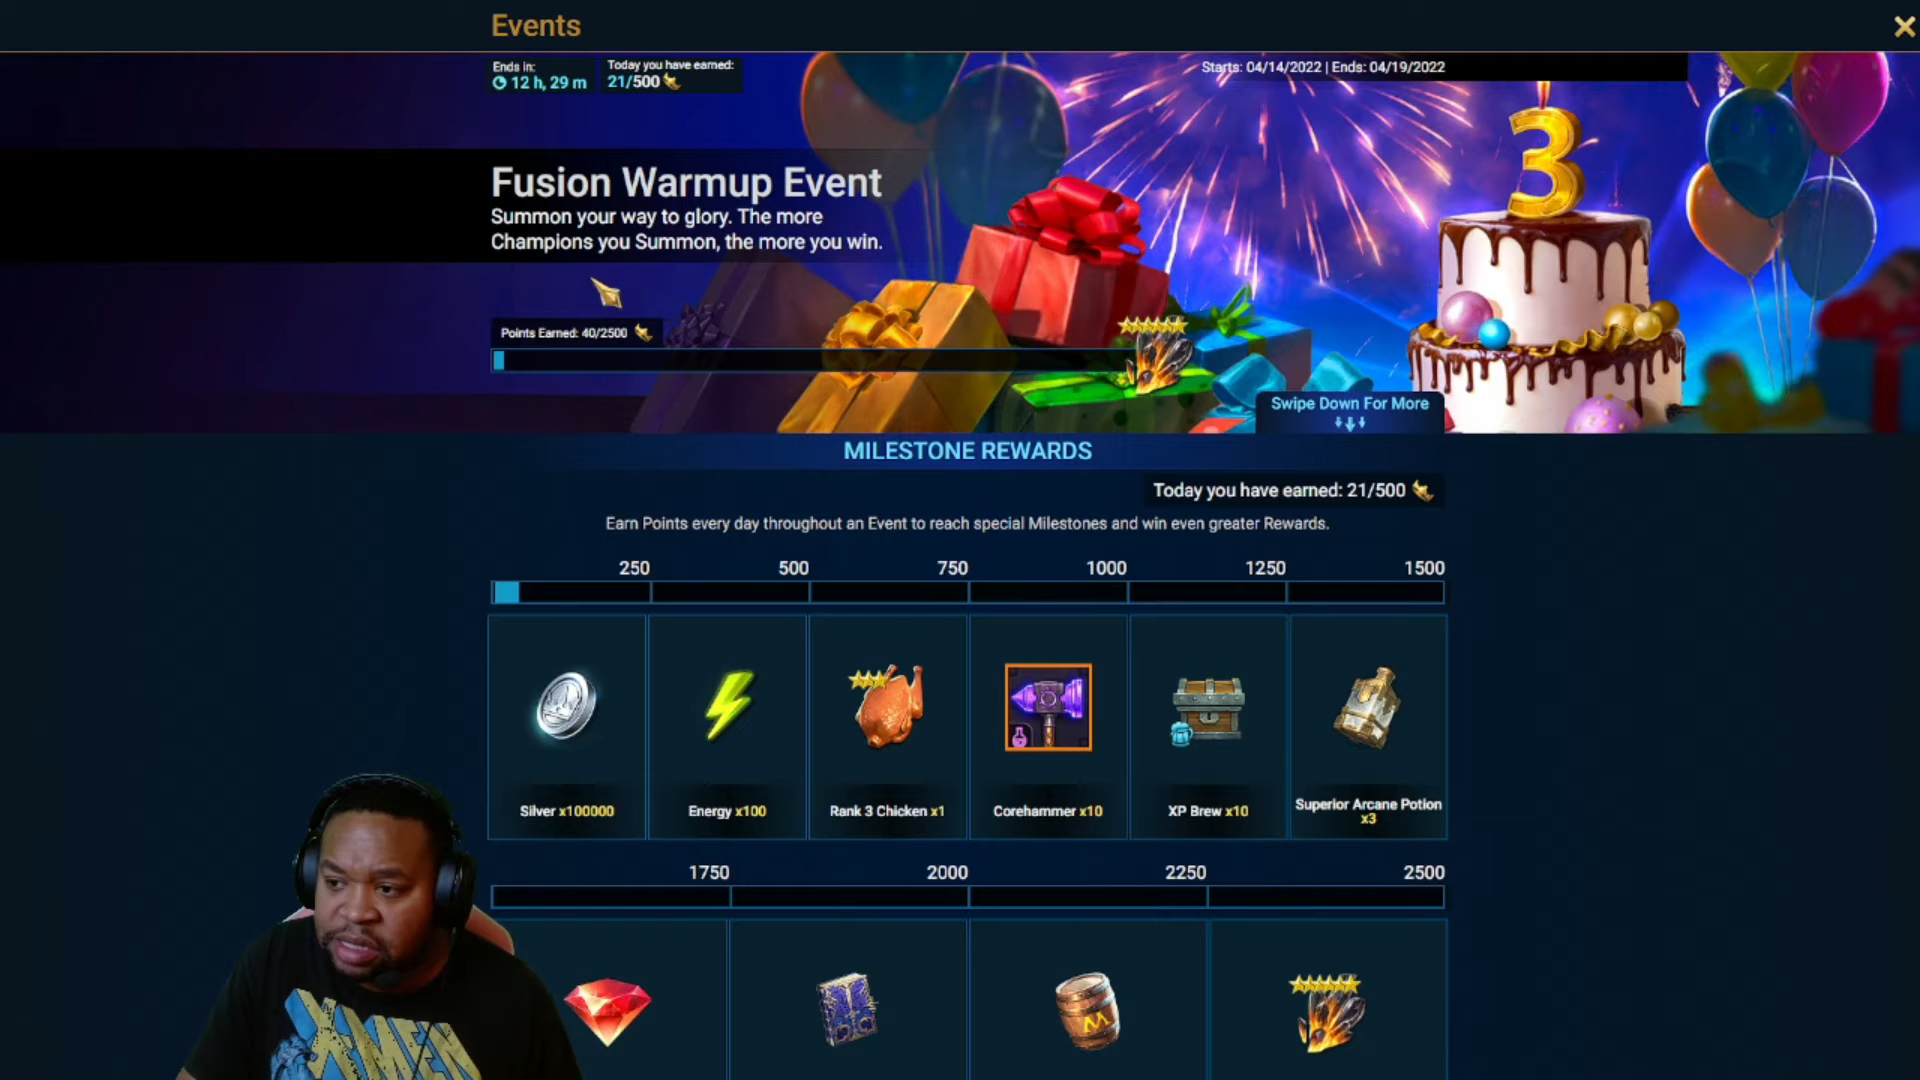 Events
Ends in:
12 h, 29 m
Today you have earned:
21/500
Starts: 04/14/2022 | Ends: 04/19/2022
3
Fusion Warmup Event
Summon your way to glory. The more
Champions you Summon, the more you win.
Points Earned: 40/2500
Swipe Down For More
MILESTONE REWARDS
Today you have earned: 21/500
Earn Points every day throughout an Event to reach special Milestones and win even greater Rewards.
250 500 750 1000 1250 1500
Silver x100000
Energy x100
Rank 3 Chicken x1
Corehammer x10
XP Brew x10
Superior Arcane Potion
x3
1750 2000 2250 2500
M
X-MEN